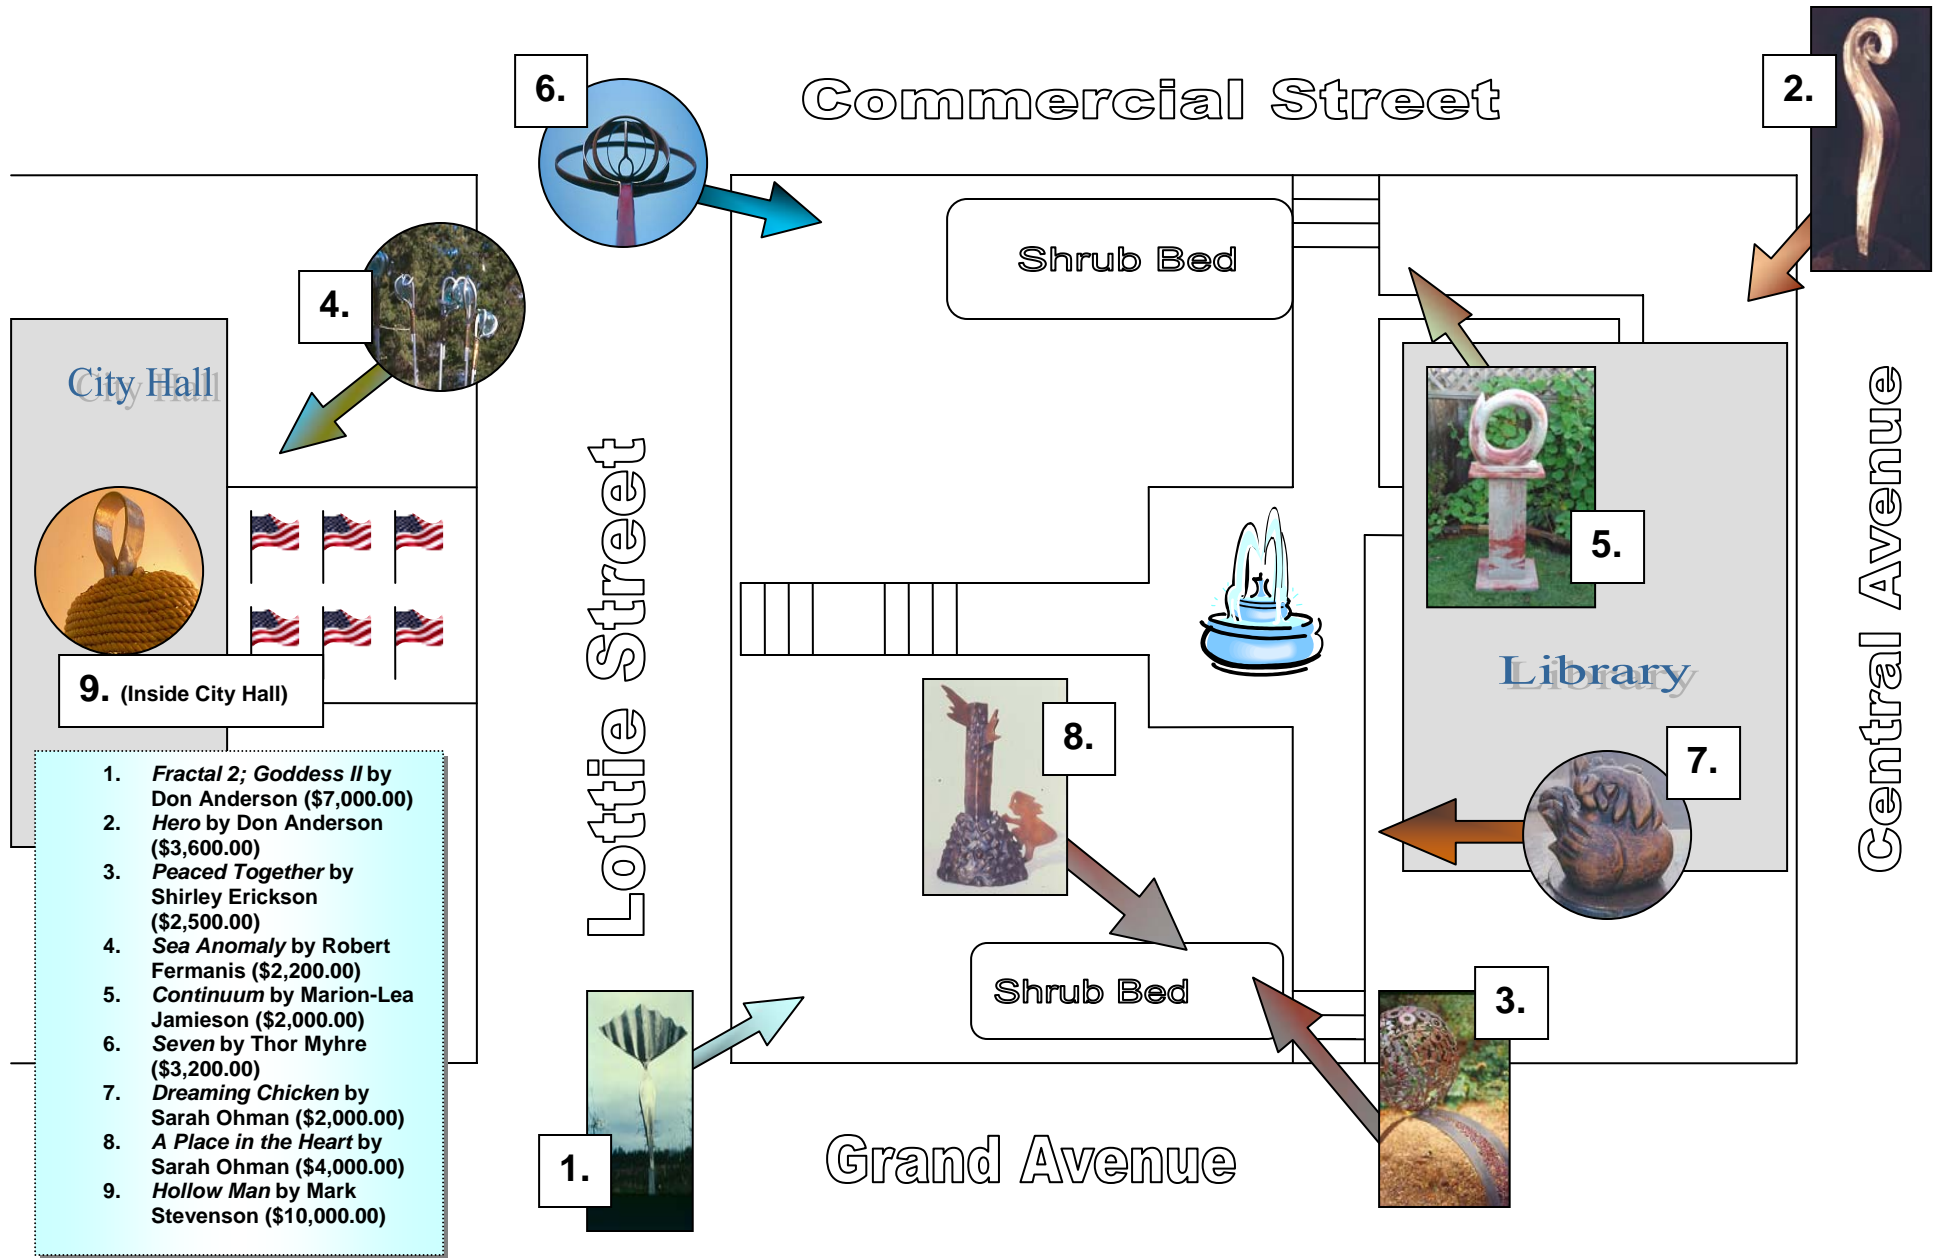 6.
Commercial Street
2.
Shrub Bed
4.
City Hall
5.
Lottie Street
Central Avenue
Library
9. (Inside City Hall)
8.
7.
1. Fractal 2; Goddess II by
Don Anderson ($7,000.00)
2. Hero by Don Anderson
($3,600.00)
3. Peaced Together by
Shirley Erickson
($2,500.00)
4. Sea Anomaly by Robert
Fermanis ($2,200.00)
5. Continuum by Marion-Lea
Jamieson ($2,000.00)
6. Seven by Thor Myhre
($3,200.00)
7. Dreaming Chicken by
Sarah Ohman ($2,000.00)
8. A Place in the Heart by
Sarah Ohman ($4,000.00)
9. Hollow Man by Mark
Stevenson ($10,000.00)
Shrub Bed
3.
1.
Grand Avenue